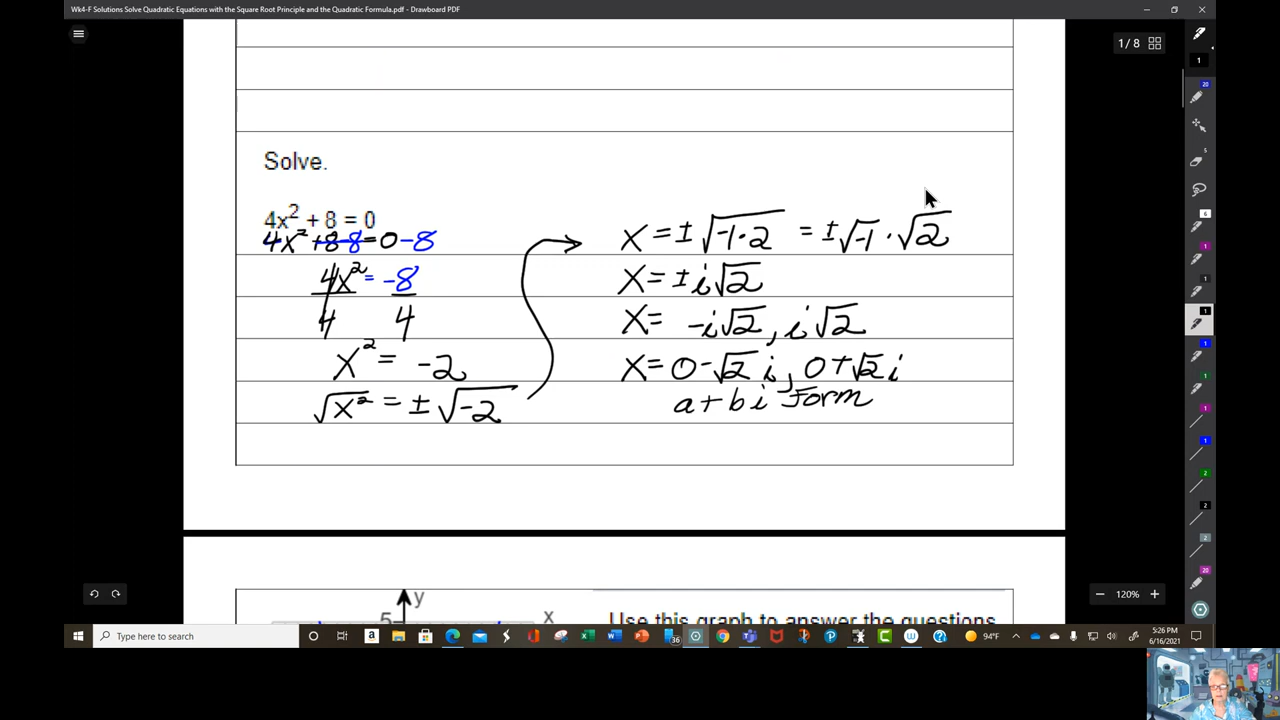 Wk4-F Solutions Solve Quadratic Equations with the Square Root Principle and the Quadratic Formula.pdf - Drawboard PDF
1 / 8
Solve.
4x² + 8 = 0
4x² +8-8 = 0 -8
4x² = -8
4 4
x² = -2
√x² = ±√-2
x = ±√-1·2 = ±√-1 · √2
x = ±i√2
x = -i√2, i√2
x = 0-√2 i, 0+√2 i
a+bi form
5 y
x
Use this graph to answer the questions
120%
Type here to search
94°F
5:26 PM
6/16/2021